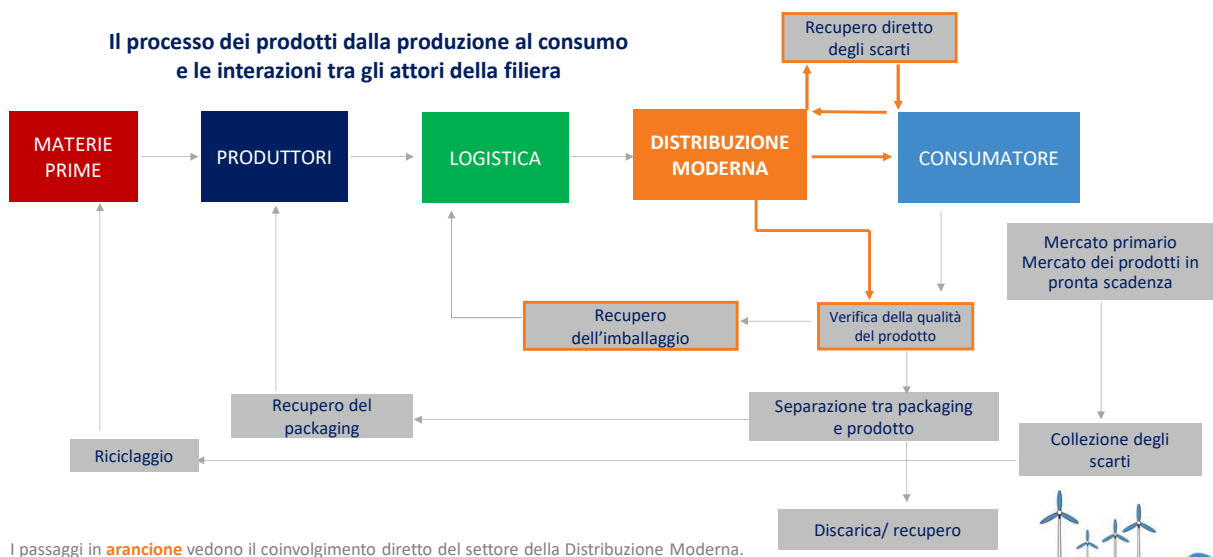 Il processo dei prodotti dalla produzione al consumo
e le interazioni tra gli attori della filiera
Recupero diretto
degli scarti
MATERIE
PRIME
PRODUTTORI
LOGISTICA
DISTRIBUZIONE
MODERNA
CONSUMATORE
Mercato primario
Mercato dei prodotti in
pronta scadenza
Recupero
dell’imballaggio
Verifica della qualità
del prodotto
Recupero del
packaging
Separazione tra packaging
e prodotto
Riciclaggio
Collezione degli
scarti
Discarica/ recupero
I passaggi in arancione vedono il coinvolgimento diretto del settore della Distribuzione Moderna.